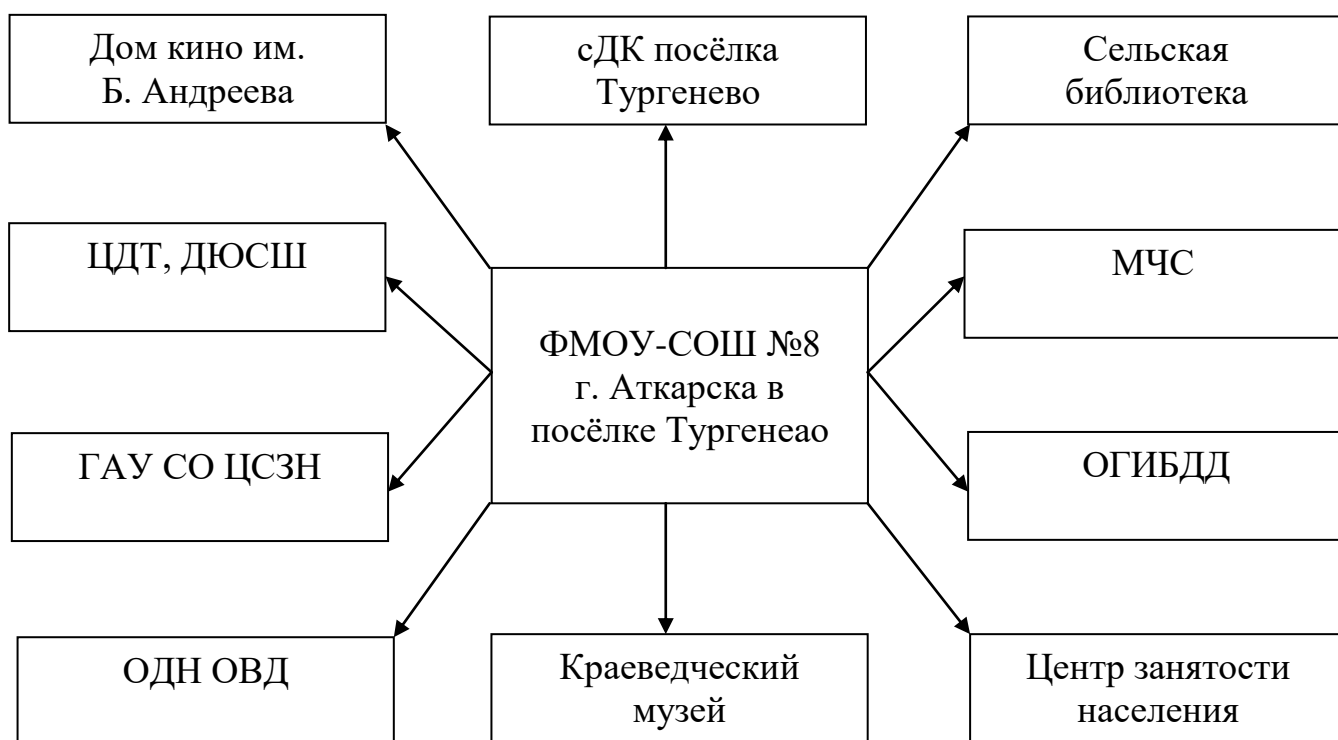 Дом кино им.
Б. Андреева
сДК посёлка
Тургенево
Сельская
библиотека
ЦДТ, ДЮСШ
МЧС
ФМОУ-СОШ №8
г. Аткарска в
посёлке Тургенеао
ГАУ СО ЦСЗН
ОГИБДД
ОДН ОВД
Краеведческий
музей
Центр занятости
населения